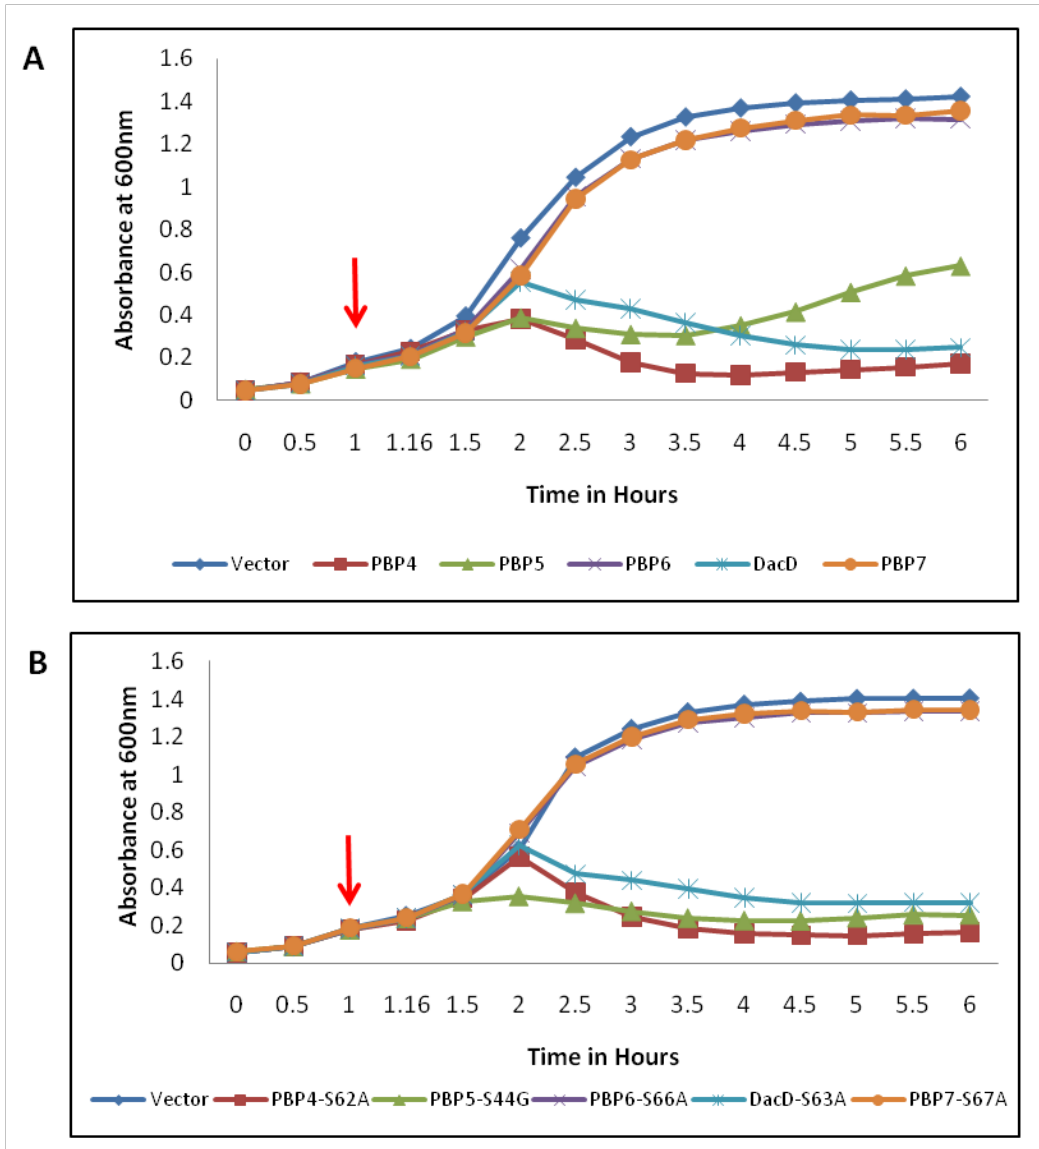 A
Absorbance at 600nm
1.6
1.4
1.2
1
0.8
0.6
0.4
0.2
0
0 0.5 1 1.16 1.5 2 2.5 3 3.5 4 4.5 5 5.5 6
Time in Hours
Vector PBP4 PBP5 PBP6 DacD PBP7
B
Absorbance at 600nm
1.6
1.4
1.2
1
0.8
0.6
0.4
0.2
0
0 0.5 1 1.16 1.5 2 2.5 3 3.5 4 4.5 5 5.5 6
Time in Hours
Vector PBP4-S62A PBP5-S44G PBP6-S66A DacD-S63A PBP7-S67A